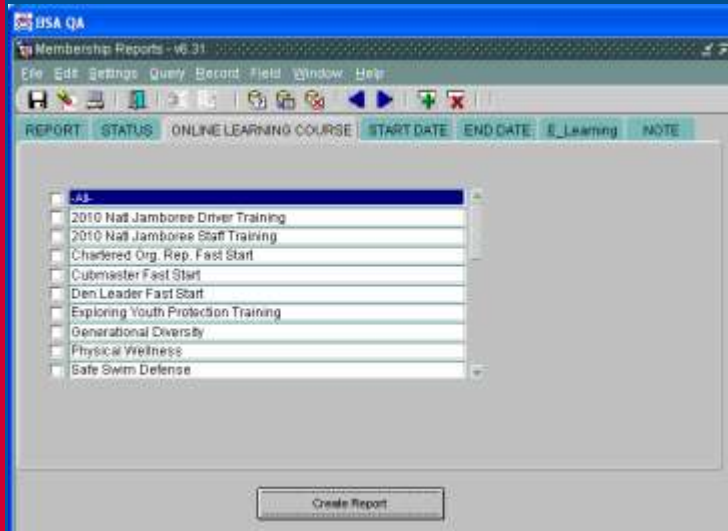 BSA QA
Membership Reports - v6.31
File Edit Settings Query Record Field Window Help
REPORT STATUS ONLINE LEARNING COURSE START DATE END DATE E_Learning NOTE
-All-
2010 Natl Jamboree Driver Training
2010 Natl Jamboree Staff Training
Chartered Org. Rep. Fast Start
Cubmaster Fast Start
Den Leader Fast Start
Exploring Youth Protection Training
Generational Diversity
Physical Wellness
Safe Swim Defense
Create Report